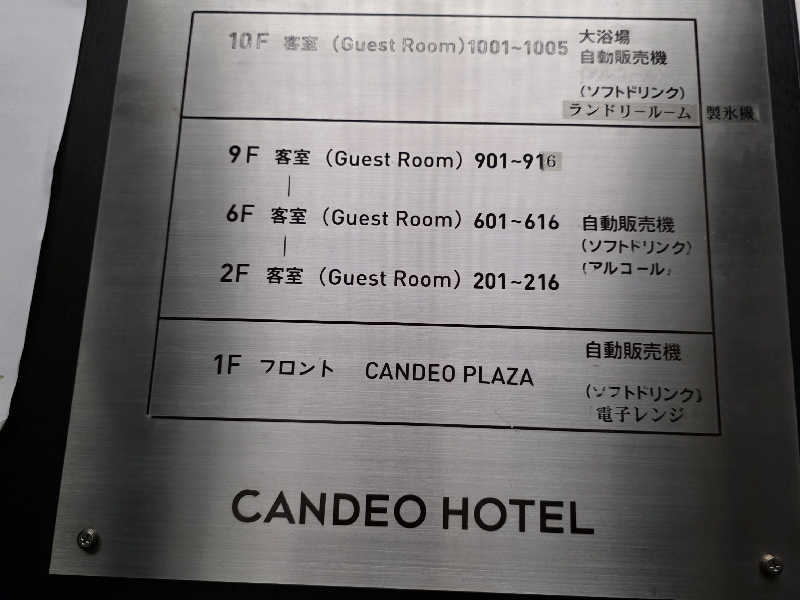 10F 客室 (Guest Room) 1001~1005 大浴場
自動販売機
(ソフトドリンク)
ランドリールーム 製氷機
9F 客室 (Guest Room) 901~916
|
6F 客室 (Guest Room) 601~616 自動販売機
(ソフトドリンク)
| (アルコール)
2F 客室 (Guest Room) 201~216
1F フロント CANDEO PLAZA 自動販売機
(ソフトドリンク)
電子レンジ
CANDEO HOTEL